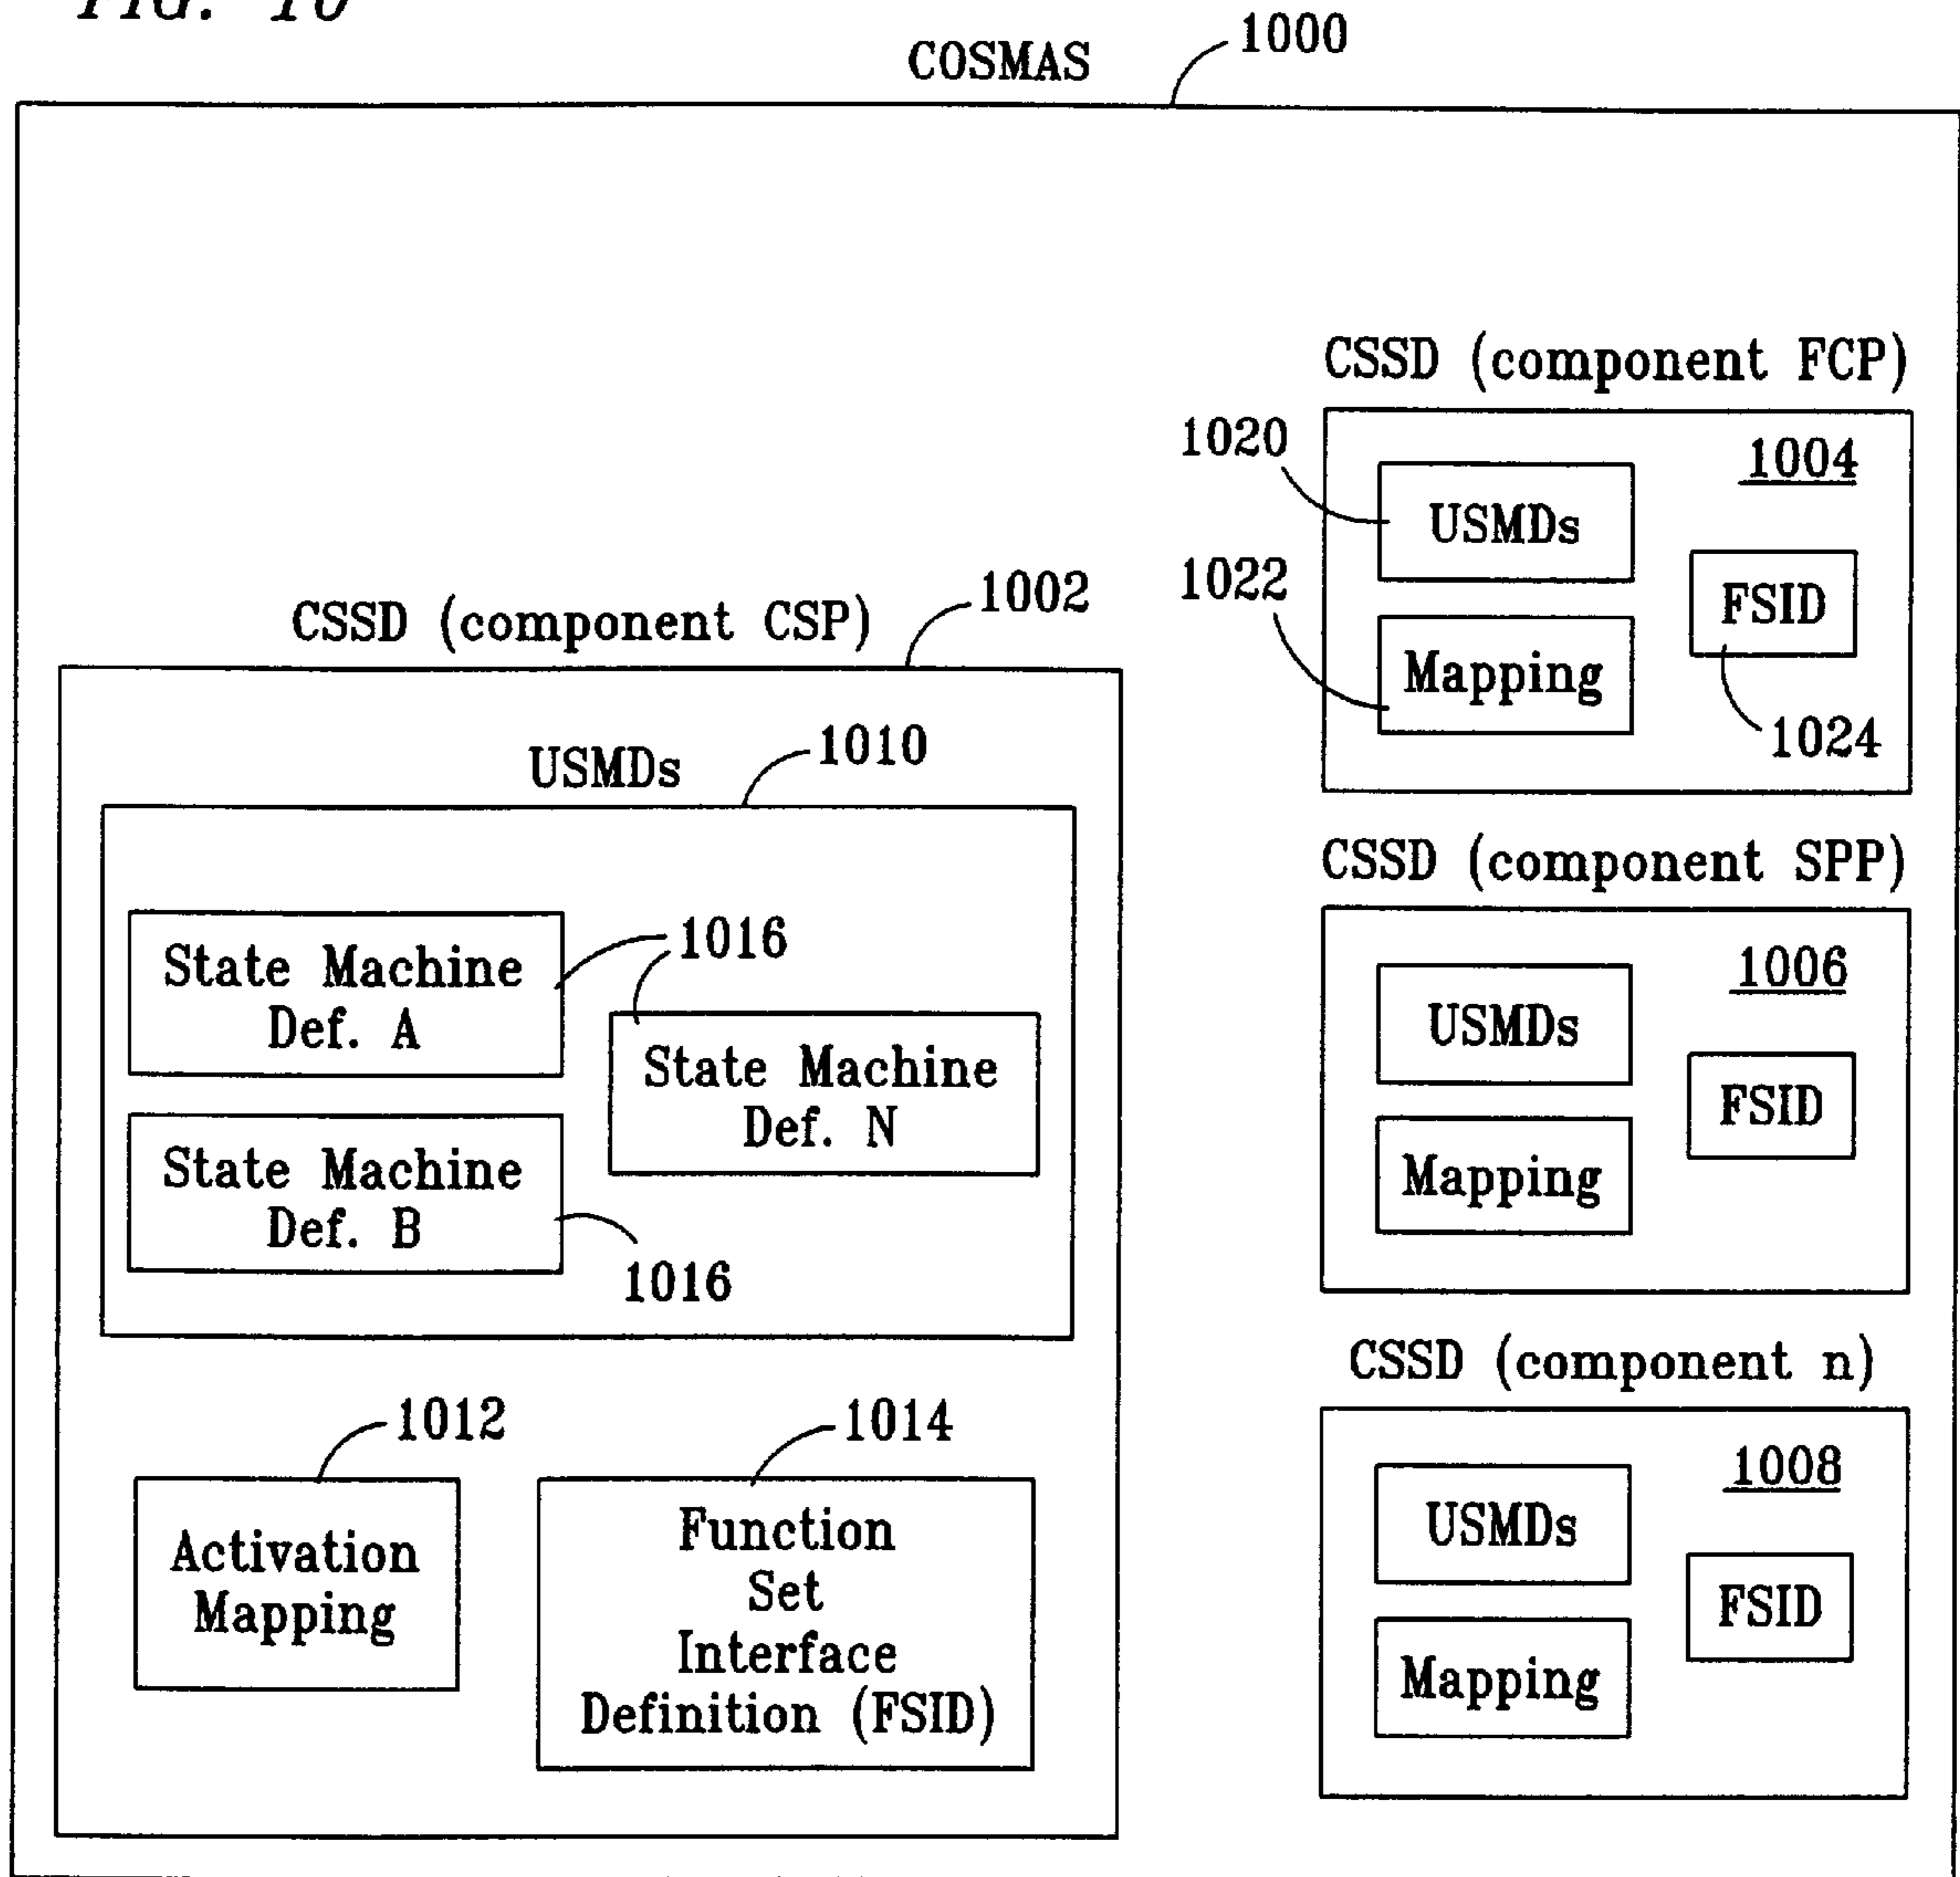 FIG. 10
COSMAS
1000
CSSD (component CSP)
1002
USMDs
1010
State Machine
Def. A
1016
State Machine
Def. N
State Machine
Def. B
1016
1012
Activation
Mapping
1014
Function
Set
Interface
Definition (FSID)
CSSD (component FCP)
1004
1020
USMDs
1022
Mapping
FSID
1024
CSSD (component SPP)
1006
USMDs
FSID
Mapping
CSSD (component n)
1008
USMDs
FSID
Mapping